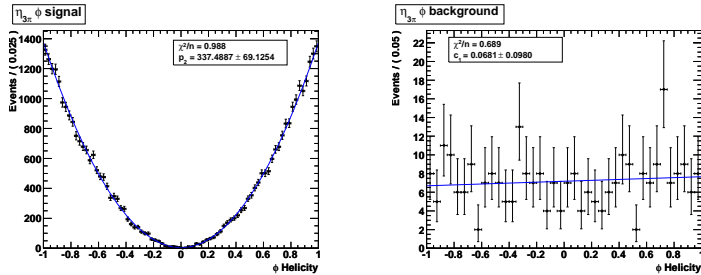 η3π φ signal
χ²/n = 0.988
p2 = 337.4887 ± 69.1254
Events / ( 0.025 )
1400
1200
1000
800
600
400
200
0
-1 -0.8 -0.6 -0.4 -0.2 0 0.2 0.4 0.6 0.8 1
φ Helicity
η3π φ background
χ²/n = 0.689
c1 = 0.0681 ± 0.0980
Events / ( 0.05 )
22
20
18
16
14
12
10
8
6
4
2
0
-1 -0.8 -0.6 -0.4 -0.2 0 0.2 0.4 0.6 0.8 1
φ Helicity